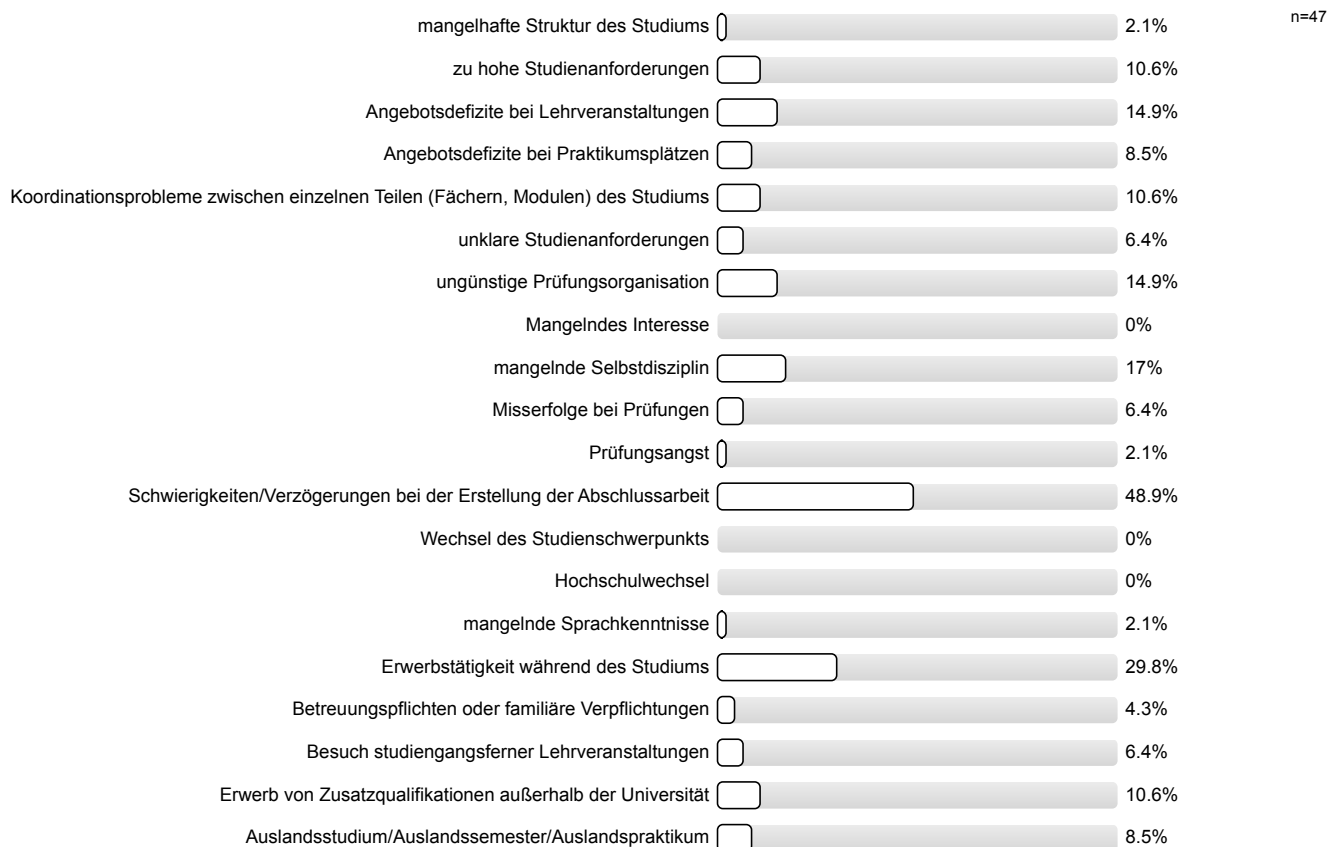 n=47
mangelhafte Struktur des Studiums 2.1%
zu hohe Studienanforderungen 10.6%
Angebotsdefizite bei Lehrveranstaltungen 14.9%
Angebotsdefizite bei Praktikumsplätzen 8.5%
Koordinationsprobleme zwischen einzelnen Teilen (Fächern, Modulen) des Studiums 10.6%
unklare Studienanforderungen 6.4%
ungünstige Prüfungsorganisation 14.9%
Mangelndes Interesse 0%
mangelnde Selbstdisziplin 17%
Misserfolge bei Prüfungen 6.4%
Prüfungsangst 2.1%
Schwierigkeiten/Verzögerungen bei der Erstellung der Abschlussarbeit 48.9%
Wechsel des Studienschwerpunkts 0%
Hochschulwechsel 0%
mangelnde Sprachkenntnisse 2.1%
Erwerbstätigkeit während des Studiums 29.8%
Betreuungspflichten oder familiäre Verpflichtungen 4.3%
Besuch studiengangsferner Lehrveranstaltungen 6.4%
Erwerb von Zusatzqualifikationen außerhalb der Universität 10.6%
Auslandsstudium/Auslandssemester/Auslandspraktikum 8.5%